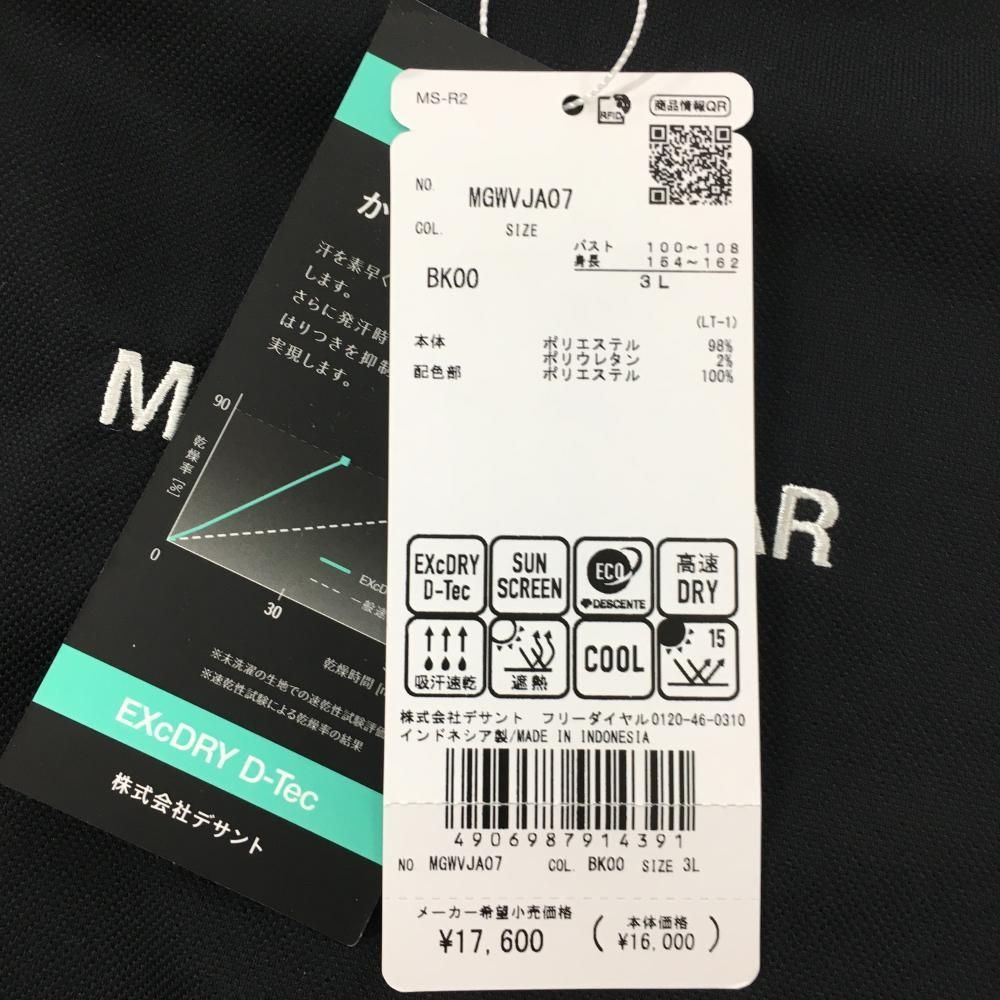 MS-R2
RFID
商品情報QR
NO. MGWVJA07
COL. SIZE
バスト 100~108
身長 154~162
BK00 3L
(LT-1)
本体 ポリエステル 98%
ポリウレタン 2%
配色部 ポリエステル 100%
EXcDRY D-Tec
SUN SCREEN
ECO DESCENTE
高速 DRY
吸汗速乾
遮熱
COOL
15
株式会社デサント フリーダイヤル0120-46-0310
インドネシア製/MADE IN INDONESIA
4906987914391
NO MGWVJA07 COL. BK00 SIZE 3L
メーカー希望小売価格
¥17,600 (本体価格 ¥16,000)
か
汗を素早く
します。
さらに発汗時
はりつきを抑制
実現します。
90
乾燥率[%]
0
30
EXcD
一般速
乾燥時間
※未洗濯の生地での速乾性試験評価
※速乾性試験による乾燥率の結果
EXcDRY D-Tec
株式会社デサント
M
AR